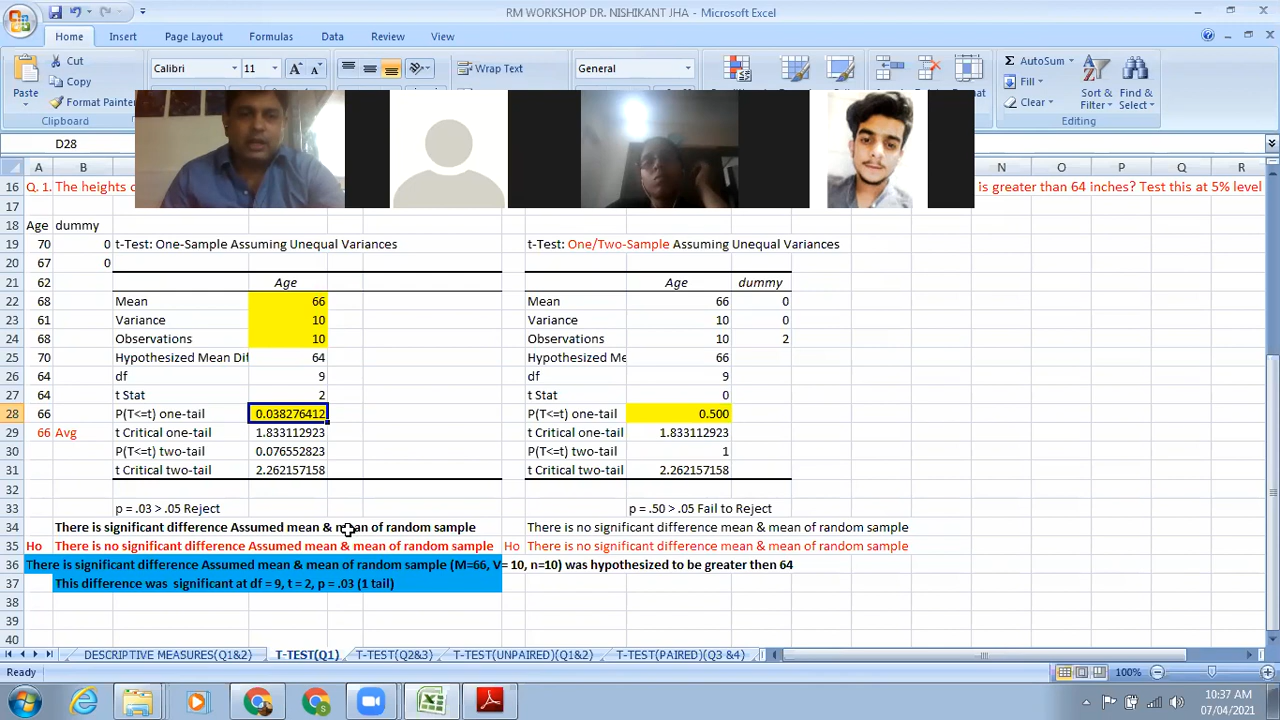 RM WORKSHOP DR. NISHIKANT JHA - Microsoft Excel
Home Insert Page Layout Formulas Data Review View
Cut
Copy
Format Painter
Paste
Clipboard
Calibri 11
Wrap Text
General
AutoSum
Fill
Clear
Sort & Filter
Find & Select
Editing
D28
A B N O P Q R
16 Q. 1. The heights is greater than 64 inches? Test this at 5% level
17
18 Age dummy
19 70 0 t-Test: One-Sample Assuming Unequal Variances t-Test: One/Two-Sample Assuming Unequal Variances
20 67 0
21 62 Age Age dummy
22 68 Mean 66 Mean 66 0
23 61 Variance 10 Variance 10 0
24 68 Observations 10 Observations 10 2
25 70 Hypothesized Mean Dif 64 Hypothesized Me 66
26 64 df 9 df 9
27 64 t Stat 2 t Stat 0
28 66 P(T<=t) one-tail 0.038276412 P(T<=t) one-tail 0.500
29 66 Avg t Critical one-tail 1.833112923 t Critical one-tail 1.833112923
30 P(T<=t) two-tail 0.076552823 P(T<=t) two-tail 1
31 t Critical two-tail 2.262157158 t Critical two-tail 2.262157158
32
33 p = .03 > .05 Reject p = .50 > .05 Fail to Reject
34 There is significant difference Assumed mean & mean of random sample There is no significant difference mean & mean of random sample
35 Ho There is no significant difference Assumed mean & mean of random sample Ho There is no significant difference mean & mean of random sample
36 There is significant difference Assumed mean & mean of random sample (M=66, V= 10, n=10) was hypothesized to be greater then 64
37 This difference was significant at df = 9, t = 2, p = .03 (1 tail)
38
39
40
DESCRIPTIVE MEASURES(Q1&2) T-TEST(Q1) T-TEST(Q2&3) T-TEST(UNPAIRED)(Q1&2) T-TEST(PAIRED)(Q3 &4)
Ready 100%
10:37 AM
07/04/2021